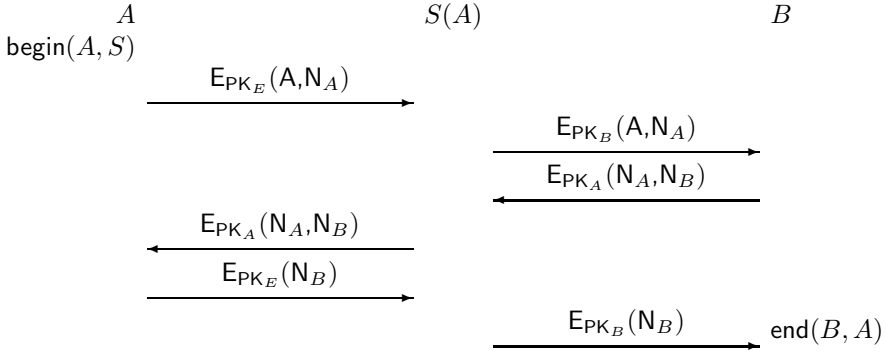 A S(A) B
begin(A, S)
E_{PK_E}(A,N_A)
E_{PK_B}(A,N_A)
E_{PK_A}(N_A,N_B)
E_{PK_A}(N_A,N_B)
E_{PK_E}(N_B)
E_{PK_B}(N_B) end(B, A)